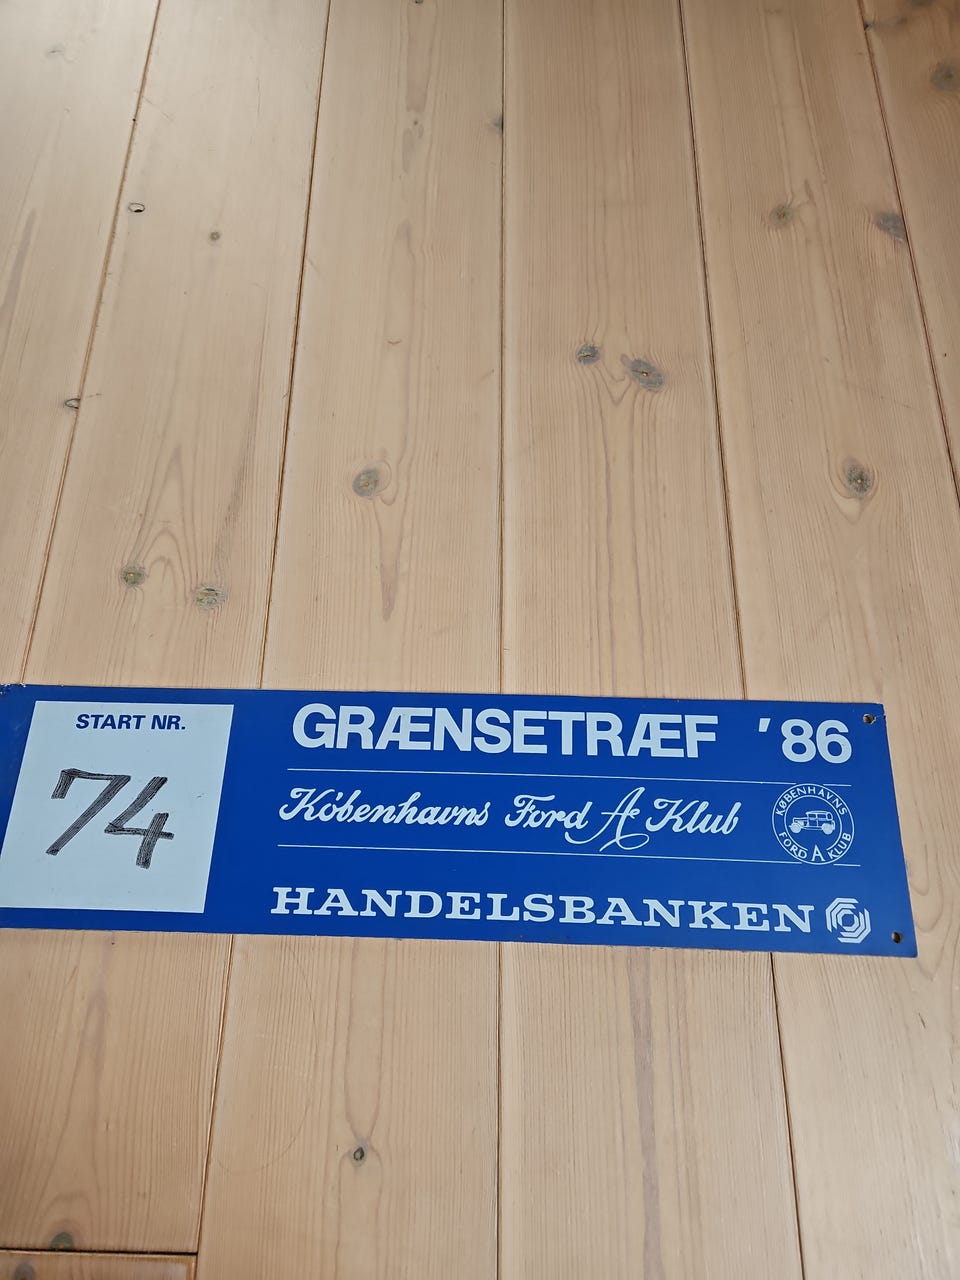 START NR.
74
GRÆNSETRÆF '86
Københavns Ford A Klub
KØBENHAVNS
FORD A KLUB
HANDELSBANKEN